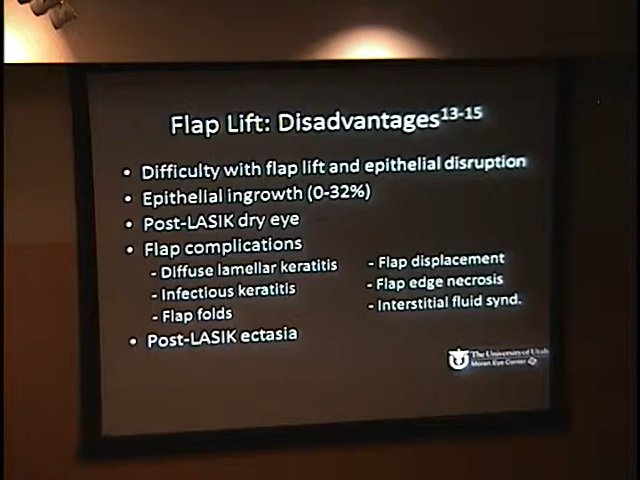 Flap Lift: Disadvantages13-15
• Difficulty with flap lift and epithelial disruption
• Epithelial ingrowth (0-32%)
• Post-LASIK dry eye
• Flap complications
- Diffuse lamellar keratitis
- Infectious keratitis
- Flap folds
- Flap displacement
- Flap edge necrosis
- Interstitial fluid synd.
• Post-LASIK ectasia
The University of Utah
Moran Eye Center